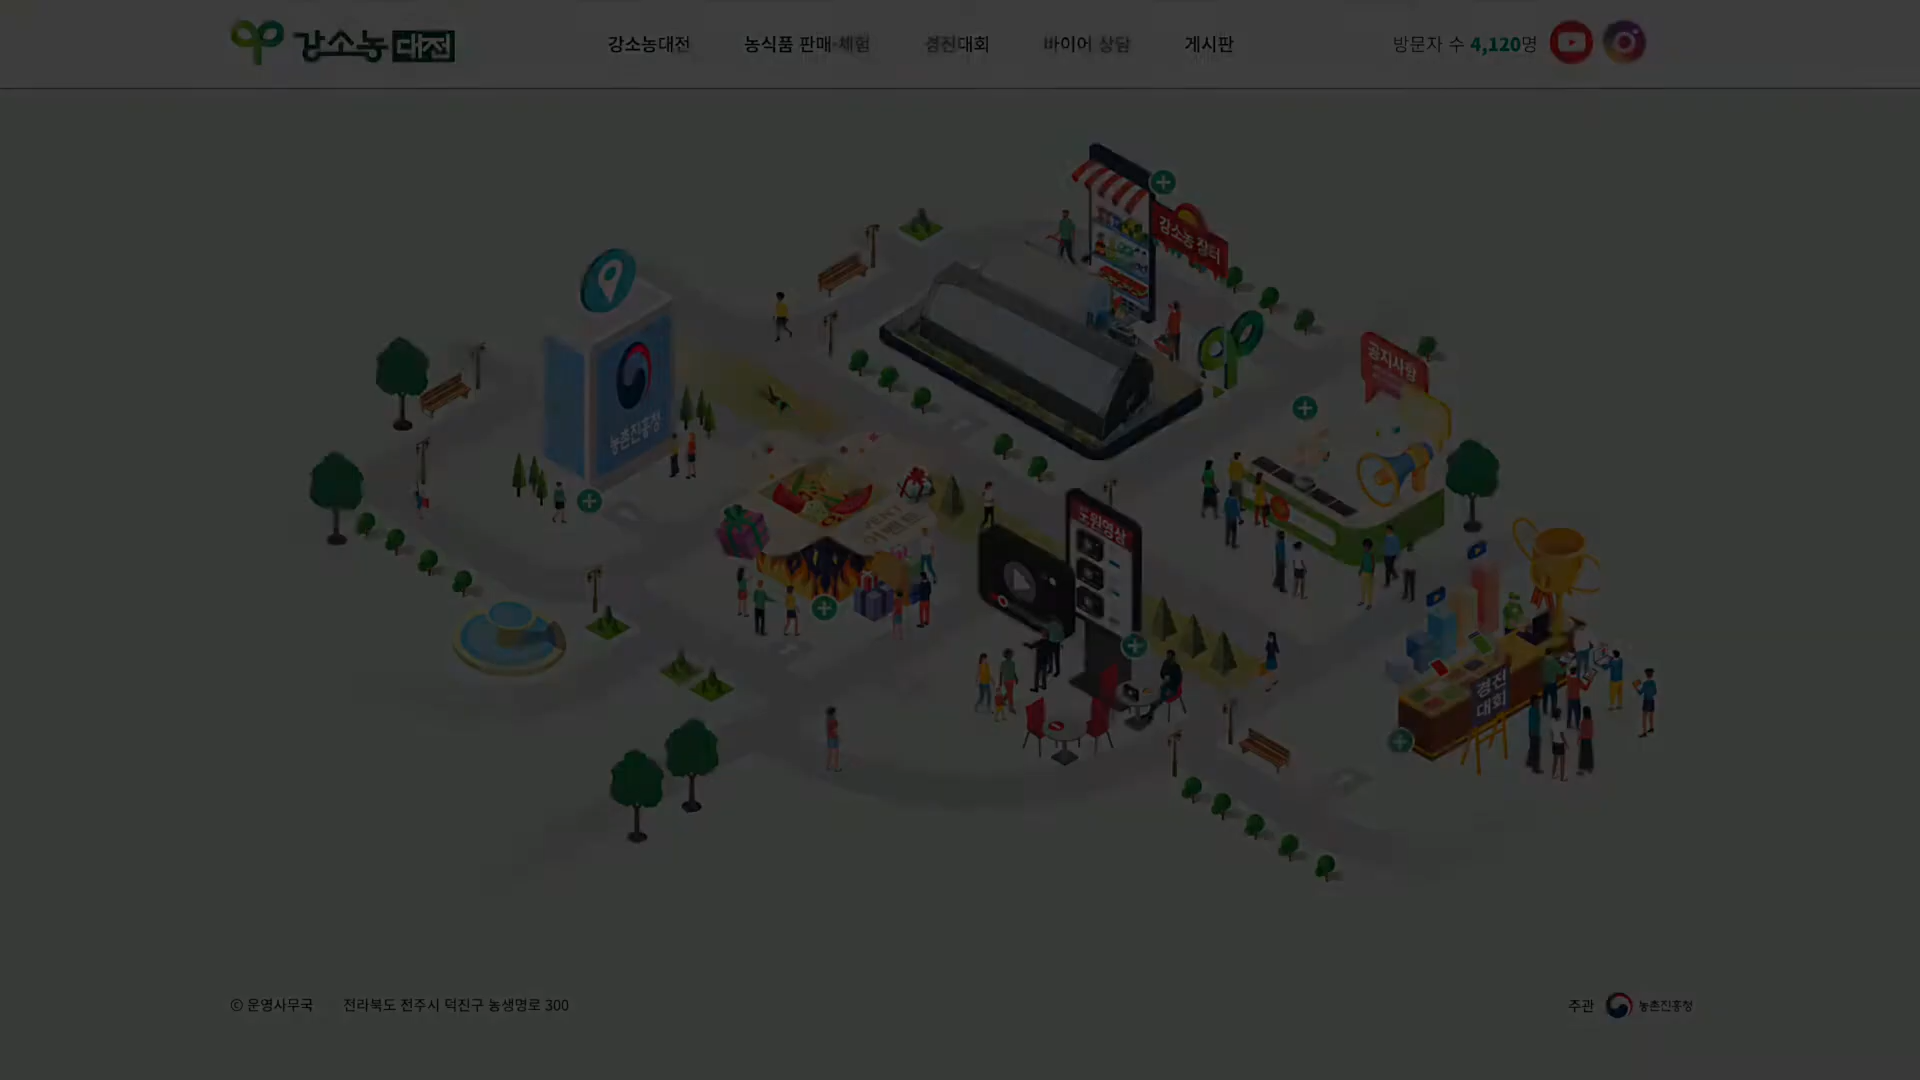 강소농 대전
강소농대전
농식품 판매·체험
경진대회
바이어 상담
게시판
방문자 수 4,120명
강소농 장터
공지사항
농촌진흥청
이벤트
경진
대회
© 운영사무국
전라북도 전주시 덕진구 농생명로 300
주관 농촌진흥청